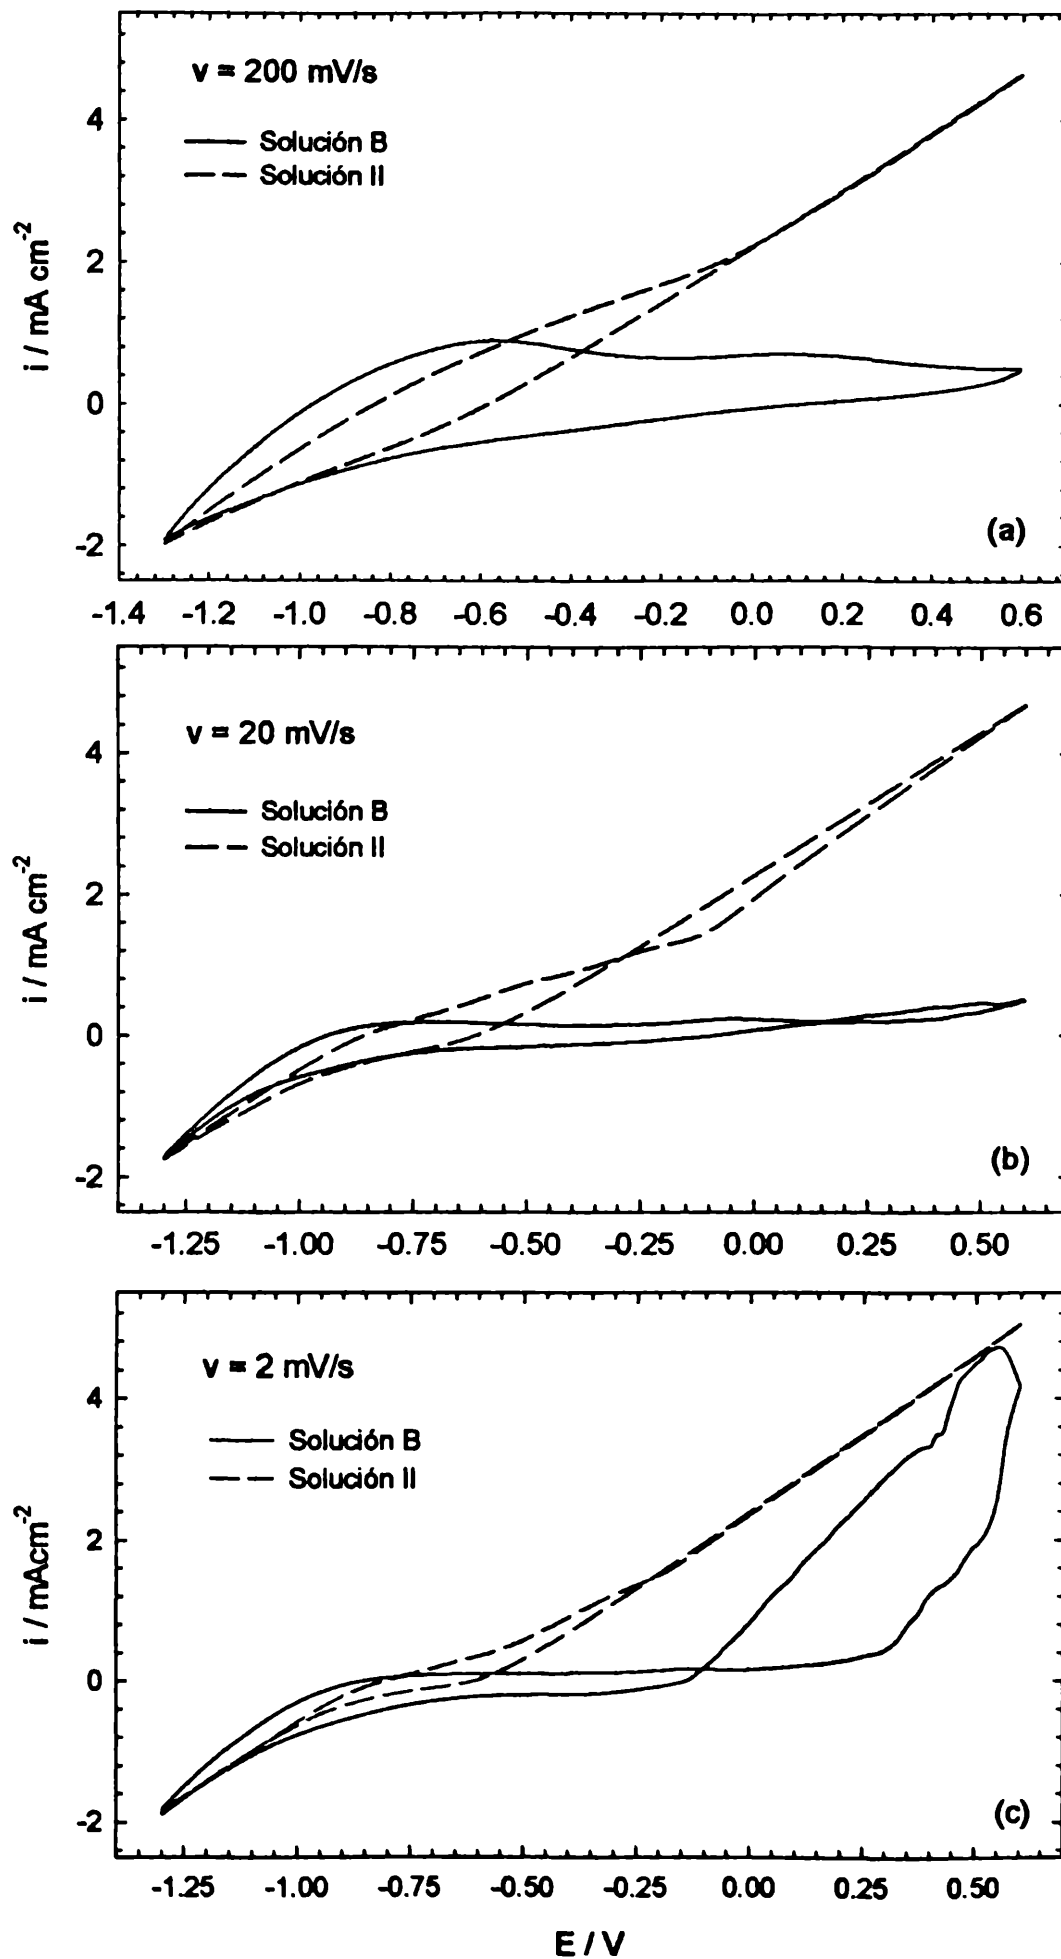 v = 200 mV/s
Solución B
Solución II
4
2
0
-2
i / mA cm-2
(a)
-1.4 -1.2 -1.0 -0.8 -0.6 -0.4 -0.2 0.0 0.2 0.4 0.6
v = 20 mV/s
Solución B
Solución II
4
2
0
-2
i / mA cm-2
(b)
-1.25 -1.00 -0.75 -0.50 -0.25 0.00 0.25 0.50
v = 2 mV/s
Solución B
Solución II
4
2
0
-2
i / mAcm-2
(c)
-1.25 -1.00 -0.75 -0.50 -0.25 0.00 0.25 0.50
E / V